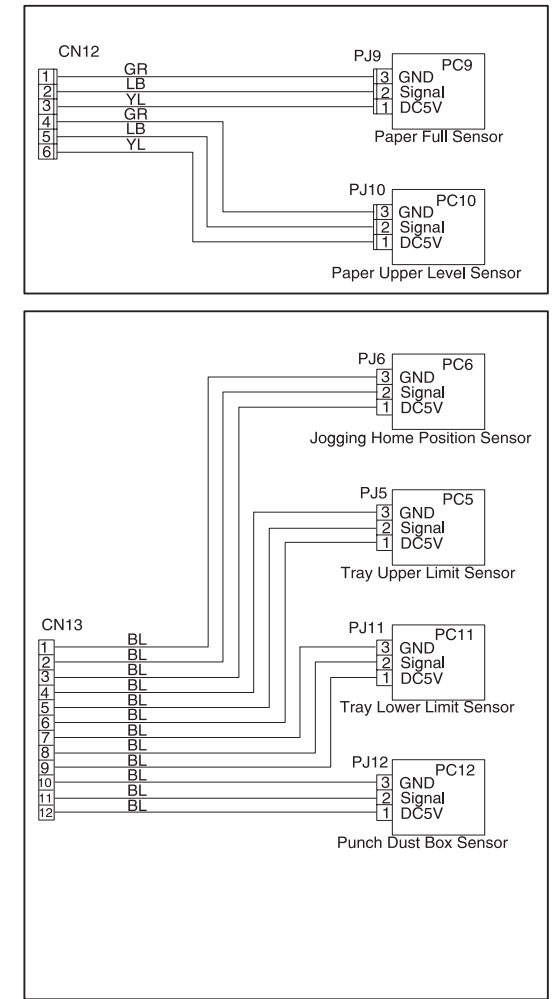 CN12
1
2
3
4
5
6
GR
LB
YL
GR
LB
YL
PJ9
PC9
3 GND
2 Signal
1 DC5V
Paper Full Sensor
PJ10
PC10
3 GND
2 Signal
1 DC5V
Paper Upper Level Sensor
PJ6
PC6
3 GND
2 Signal
1 DC5V
Jogging Home Position Sensor
PJ5
PC5
3 GND
2 Signal
1 DC5V
Tray Upper Limit Sensor
CN13
1
2
3
4
5
6
7
8
9
10
11
12
BL
BL
BL
BL
BL
BL
BL
BL
BL
BL
BL
BL
PJ11
PC11
3 GND
2 Signal
1 DC5V
Tray Lower Limit Sensor
PJ12
PC12
3 GND
2 Signal
1 DC5V
Punch Dust Box Sensor